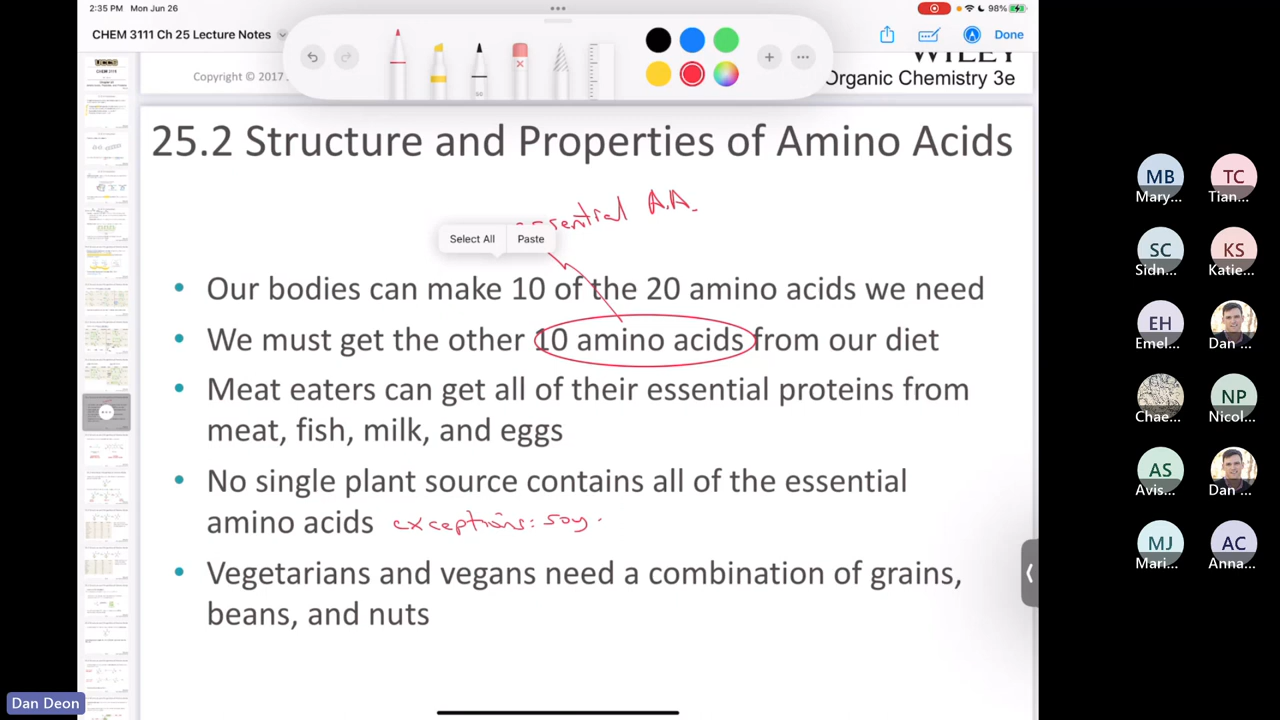 2:35 PM Mon Jun 26
98%
CHEM 3111 Ch 25 Lecture Notes
Done
Copyright © 2017
WILEY
Organic Chemistry 3e
25.2 Structure and Properties of Amino Acids
A.A.
Select All Paste
• Our bodies can make 10 of the 20 amino acids we need
• We must get the other 10 amino acids from our diet
• Meat eaters can get all of their essential proteins from
meat, fish, milk, and eggs
• No single plant source contains all of the essential
amino acids exceptions: soy
• Vegetarians and vegans need a combination of grains,
beans, and nuts
MB
Mary...
TC
Tian...
SC
Sidn...
KS
Katie...
EH
Emel...
Dan ...
Chae...
NP
Nicol...
AS
Avis...
Dan ...
MJ
Mari...
AC
Anna...
Dan Deon